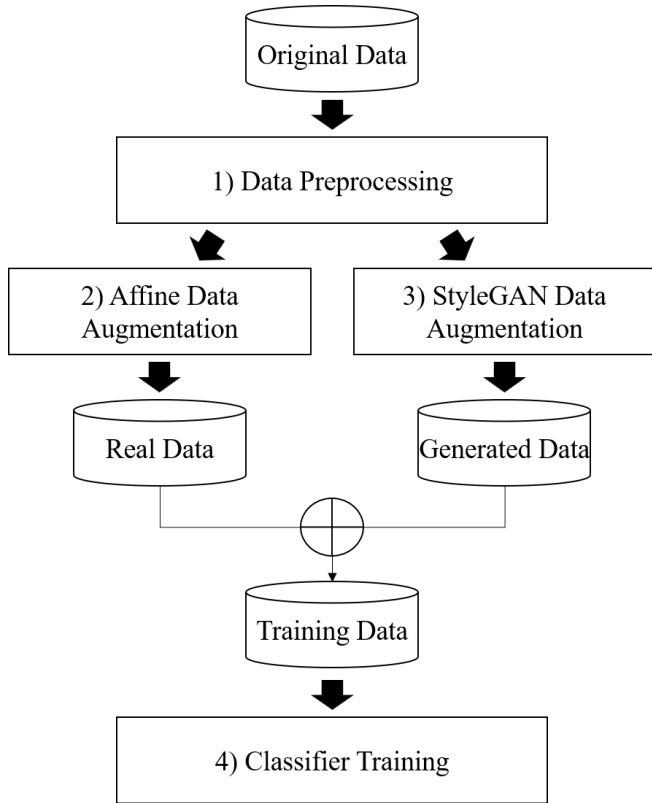 Original Data
1) Data Preprocessing
2) Affine Data
Augmentation
3) StyleGAN Data
Augmentation
Real Data
Generated Data
Training Data
4) Classifier Training